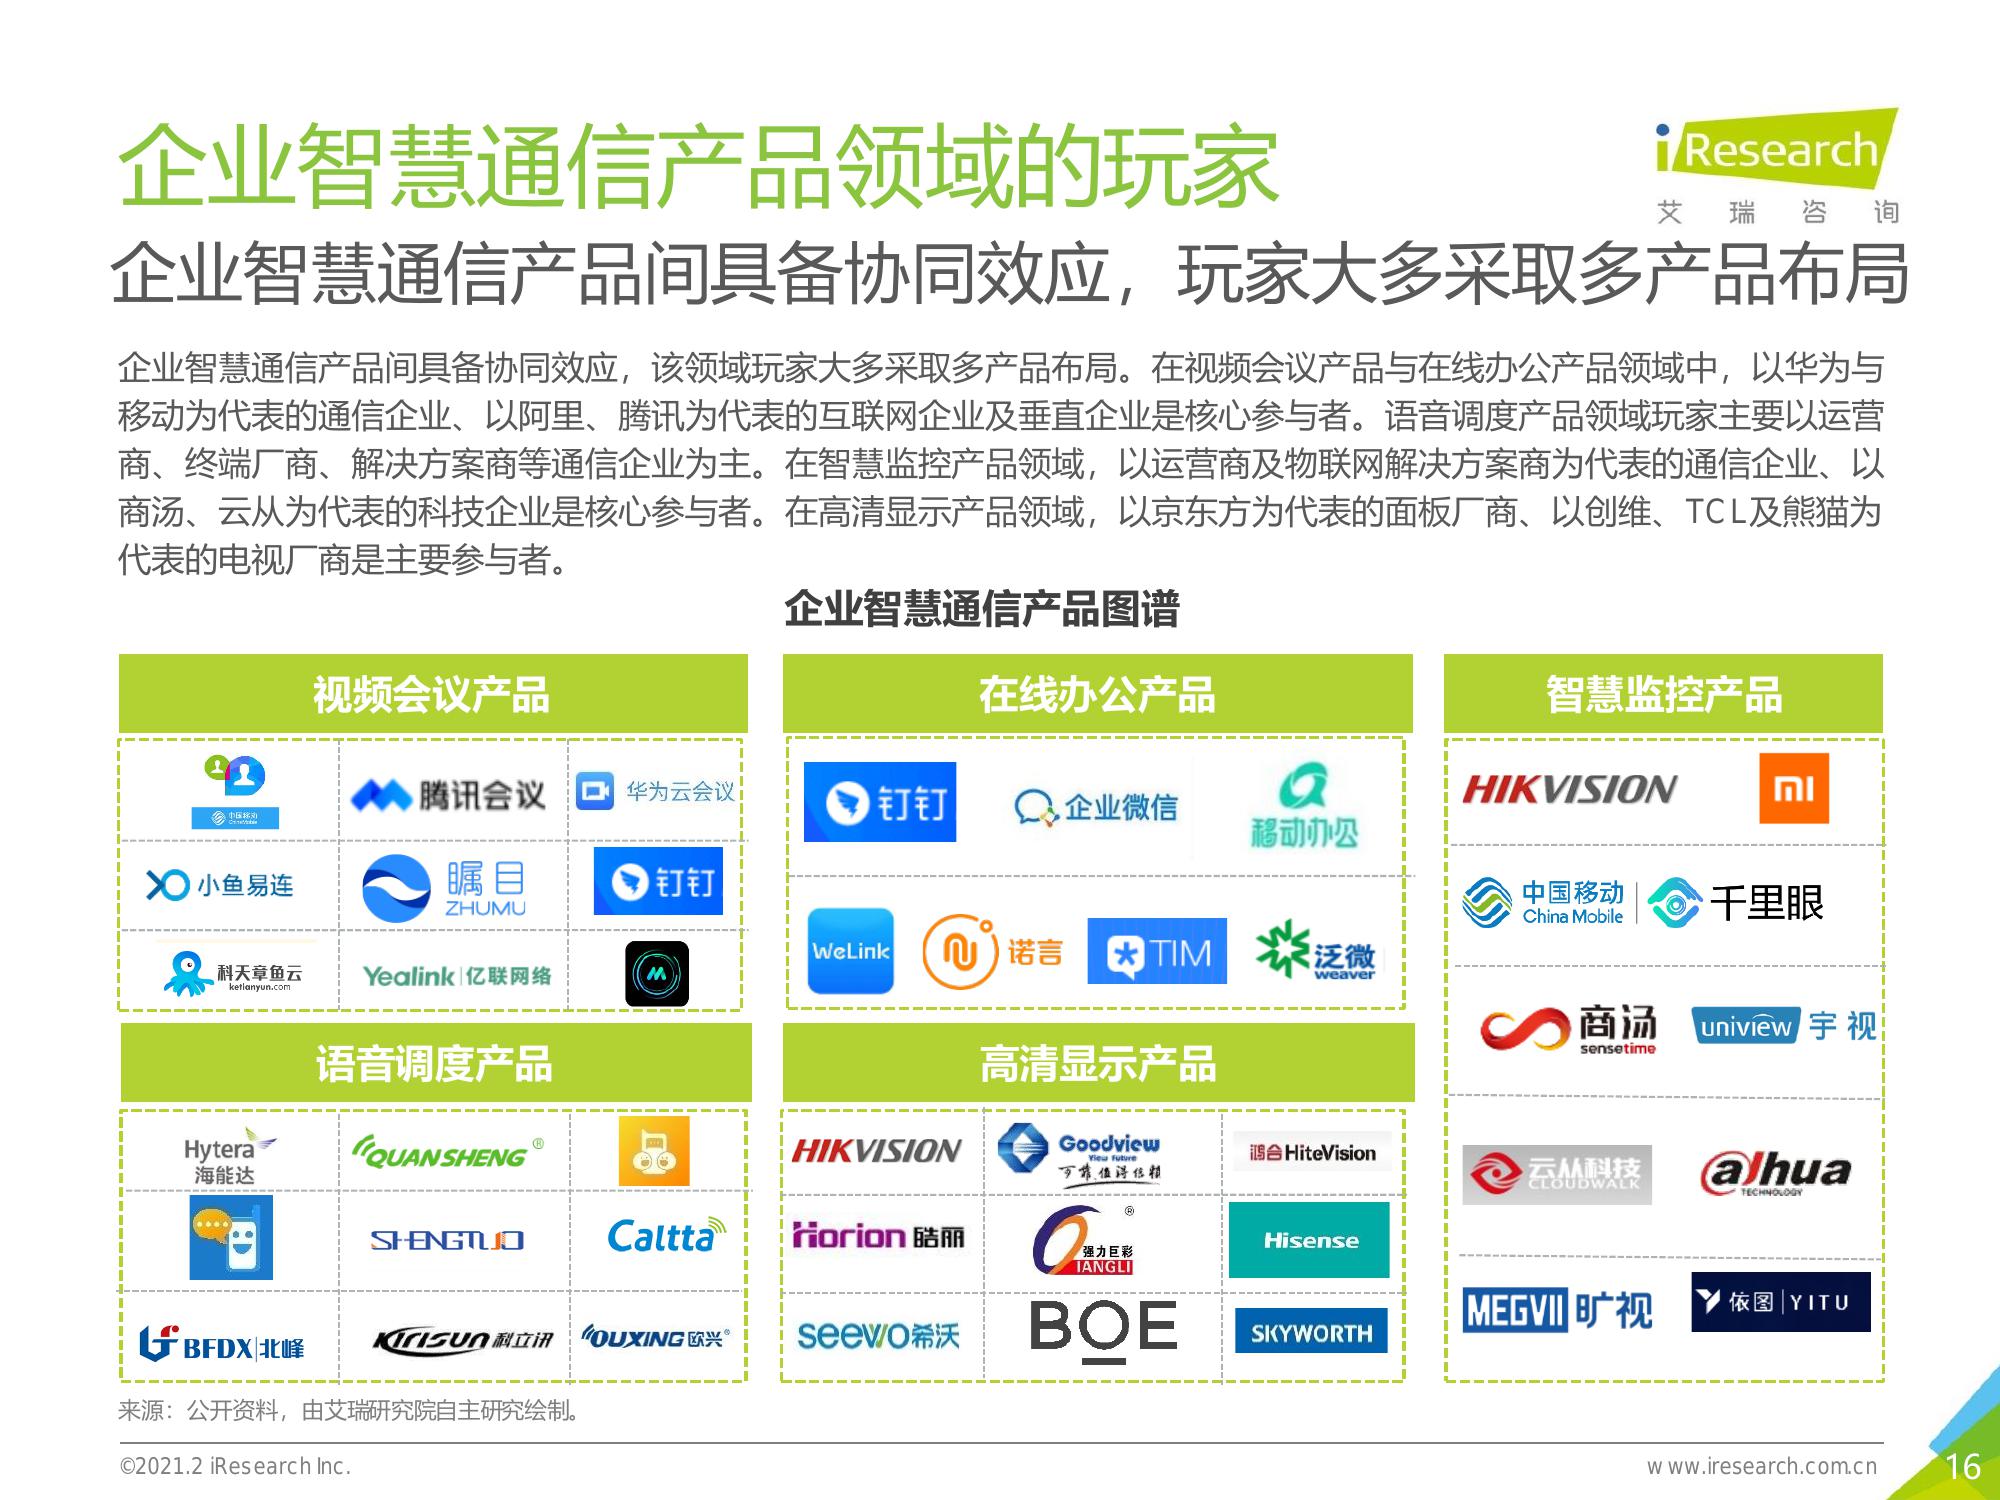 企业智慧通信产品领域的玩家
iResearch
艾瑞咨询
企业智慧通信产品间具备协同效应，玩家大多采取多产品布局
企业智慧通信产品间具备协同效应，该领域玩家大多采取多产品布局。在视频会议产品与在线办公产品领域中，以华为与
移动为代表的通信企业、以阿里、腾讯为代表的互联网企业及垂直企业是核心参与者。语音调度产品领域玩家主要以运营
商、终端厂商、解决方案商等通信企业为主。在智慧监控产品领域，以运营商及物联网解决方案商为代表的通信企业、以
商汤、云从为代表的科技企业是核心参与者。在高清显示产品领域，以京东方为代表的面板厂商、以创维、TCL及熊猫为
代表的电视厂商是主要参与者。
企业智慧通信产品图谱
视频会议产品
中国移动
China Mobile
腾讯会议
华为云会议
小鱼易连
瞩目
ZHUMU
钉钉
科天章鱼云
ketianyun.com
Yealink 亿联网络
在线办公产品
钉钉
企业微信
移动办公
WeLink
诺言
TIM
泛微
weaver
智慧监控产品
HIKVISION
MI
中国移动
China Mobile
千里眼
商汤
sensetime
uniview 宇视
云从科技
CLOUDWALK
alhua
TECHNOLOGY
MEGVII 旷视
依图 YITU
语音调度产品
Hytera
海能达
QUANSHENG®
SHENGTUO
Caltta
BFDX 北峰
KIRISUN 科立讯
OUXING 欧兴®
高清显示产品
HIKVISION
Goodview
View Future
可靠 值得信赖
鸿合HiteVision
Horion 皓丽
®
强力巨彩
QIANGLI
Hisense
seewo希沃
BOE
SKYWORTH
来源：公开资料，由艾瑞研究院自主研究绘制。
©2021.2 iResearch Inc.
www.iresearch.com.cn
16